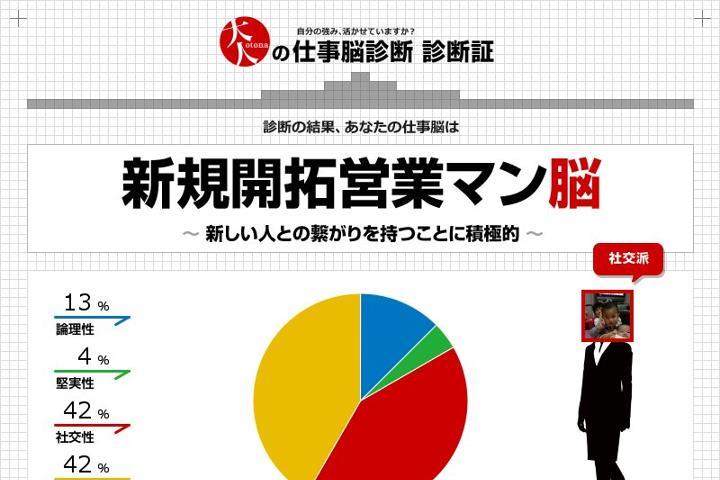 自分の強み、活かせていますか?
大人
otona
の仕事脳診断 診断証
診断の結果、あなたの仕事脳は
新規開拓営業マン脳
～ 新しい人との繋がりを持つことに積極的 ～
社交派
13 %
論理性
4 %
堅実性
42 %
社交性
42 %